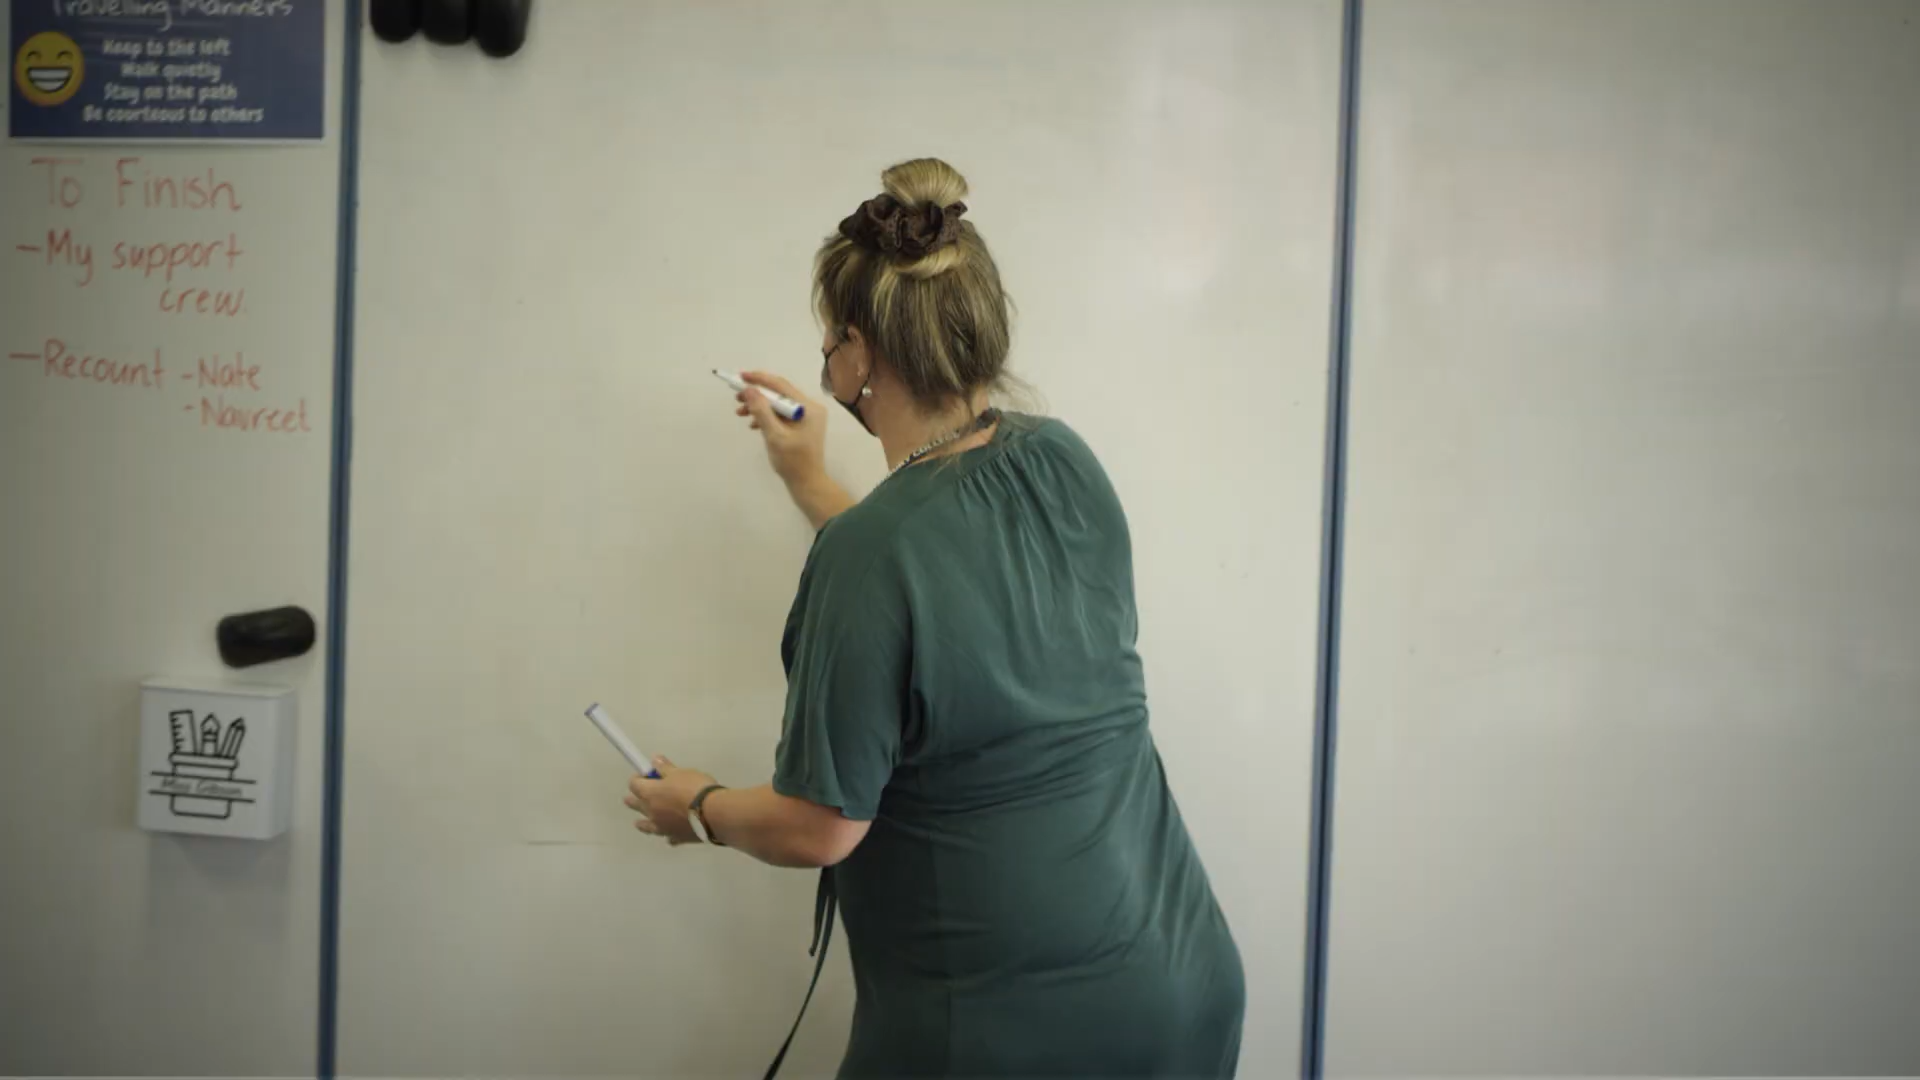 Travelling Manners
Keep to the left
Walk quietly
Stay on the path
Be courteous to others
To Finish
-My support
crew.
-Recount -Nate
-Navreet
COLLEGE